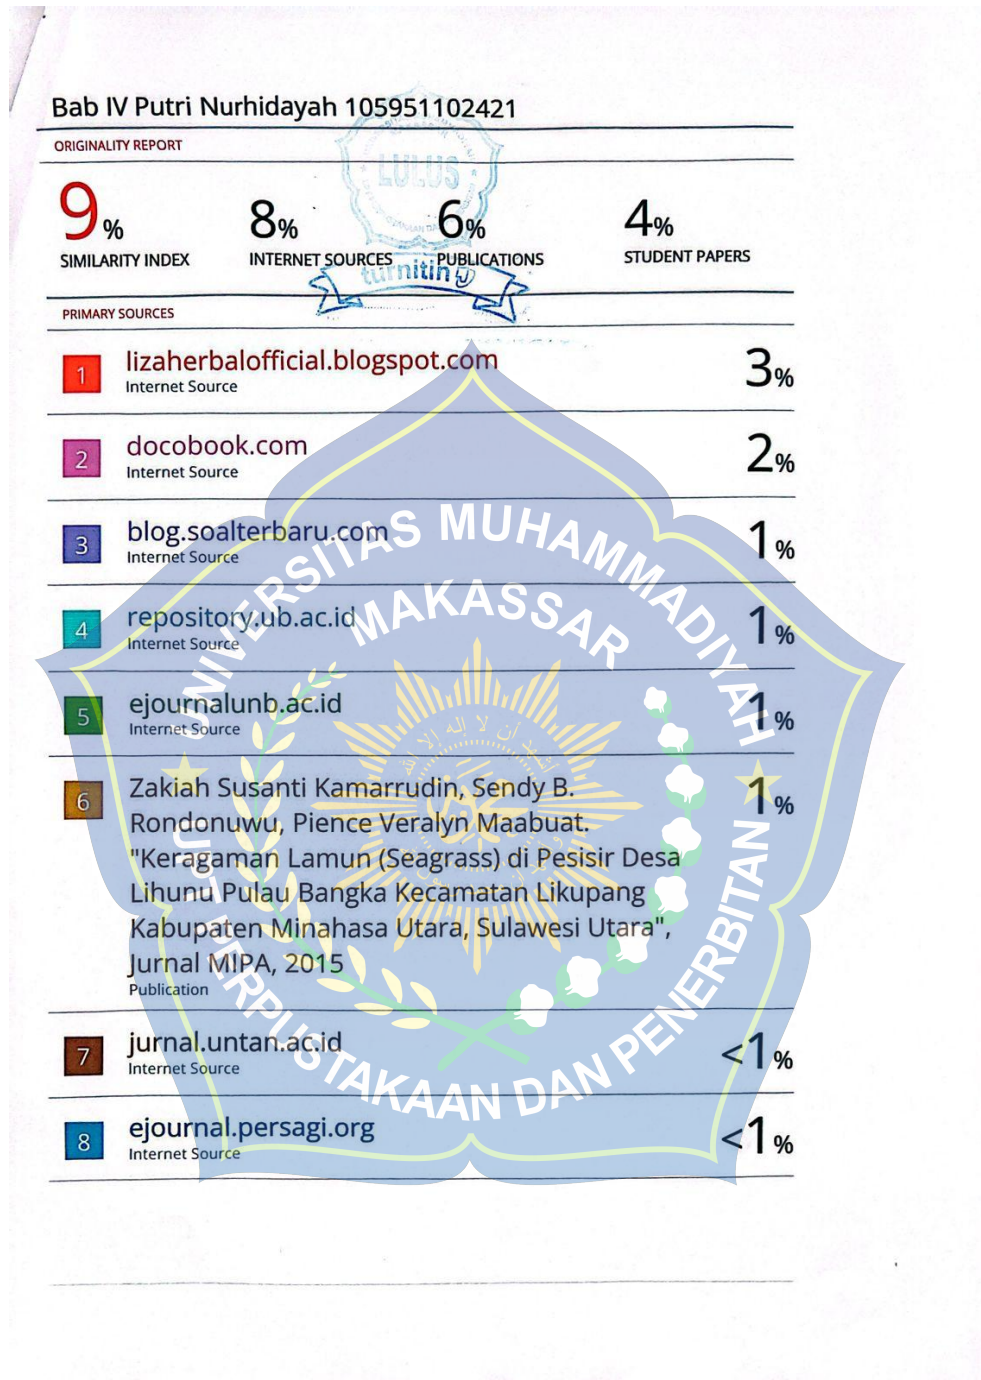 Bab IV Putri Nurhidayah 105951102421
ORIGINALITY REPORT
LULUS
9%
SIMILARITY INDEX
8%
INTERNET SOURCES
6%
PUBLICATIONS
4%
STUDENT PAPERS
turnitin
PRIMARY SOURCES
1
lizaherbalofficial.blogspot.com
Internet Source
3%
2
docobook.com
Internet Source
2%
3
blog.soalterbaru.com
Internet Source
1%
4
repository.ub.ac.id
Internet Source
1%
5
ejournalunb.ac.id
Internet Source
1%
6
Zakiah Susanti Kamarrudin, Sendy B.
Rondonuwu, Pience Veralyn Maabuat.
"Keragaman Lamun (Seagrass) di Pesisir Desa
Lihunu Pulau Bangka Kecamatan Likupang
Kabupaten Minahasa Utara, Sulawesi Utara",
Jurnal MIPA, 2015
Publication
1%
7
jurnal.untan.ac.id
Internet Source
<1%
8
ejournal.persagi.org
Internet Source
<1%
UNIVERSITAS MUHAMMADIYAH
MAKASSAR
UPT PERPUSTAKAAN DAN PENERBITAN